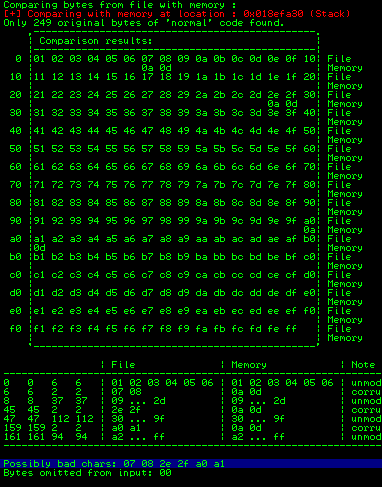 Comparing bytes from file with memory :
[+] Comparing with memory at location : 0x018efa30 (Stack)
Only 249 original bytes of "normal" code found.
Comparison results:
0 |01 02 03 04 05 06 07 08 09 0a 0b 0c 0d 0e 0f 10| File
| 0a 0d | Memory
10 |11 12 13 14 15 16 17 18 19 1a 1b 1c 1d 1e 1f 20| File
| | Memory
20 |21 22 23 24 25 26 27 28 29 2a 2b 2c 2d 2e 2f 30| File
| 0a 0d | Memory
30 |31 32 33 34 35 36 37 38 39 3a 3b 3c 3d 3e 3f 40| File
| | Memory
40 |41 42 43 44 45 46 47 48 49 4a 4b 4c 4d 4e 4f 50| File
| | Memory
50 |51 52 53 54 55 56 57 58 59 5a 5b 5c 5d 5e 5f 60| File
| | Memory
60 |61 62 63 64 65 66 67 68 69 6a 6b 6c 6d 6e 6f 70| File
| | Memory
70 |71 72 73 74 75 76 77 78 79 7a 7b 7c 7d 7e 7f 80| File
| | Memory
80 |81 82 83 84 85 86 87 88 89 8a 8b 8c 8d 8e 8f 90| File
| | Memory
90 |91 92 93 94 95 96 97 98 99 9a 9b 9c 9d 9e 9f a0| File
| 0a| Memory
a0 |a1 a2 a3 a4 a5 a6 a7 a8 a9 aa ab ac ad ae af b0| File
|0d | Memory
b0 |b1 b2 b3 b4 b5 b6 b7 b8 b9 ba bb bc bd be bf c0| File
| | Memory
c0 |c1 c2 c3 c4 c5 c6 c7 c8 c9 ca cb cc cd ce cf d0| File
| | Memory
d0 |d1 d2 d3 d4 d5 d6 d7 d8 d9 da db dc dd de df e0| File
| | Memory
e0 |e1 e2 e3 e4 e5 e6 e7 e8 e9 ea eb ec ed ee ef f0| File
| | Memory
f0 |f1 f2 f3 f4 f5 f6 f7 f8 f9 fa fb fc fd fe ff | File
| | Memory
| File | Memory | Note
0 0 6 6 | 01 02 03 04 05 06 | 01 02 03 04 05 06 | unmod
6 6 2 2 | 07 08 | 0a 0d | corru
8 8 37 37 | 09 ... 2d | 09 ... 2d | unmod
45 45 2 2 | 2e 2f | 0a 0d | corru
47 47 112 112 | 30 ... 9f | 30 ... 9f | unmod
159 159 2 2 | a0 a1 | 0a 0d | corru
161 161 94 94 | a2 ... ff | a2 ... ff | unmod
Possibly bad chars: 07 08 2e 2f a0 a1
Bytes omitted from input: 00